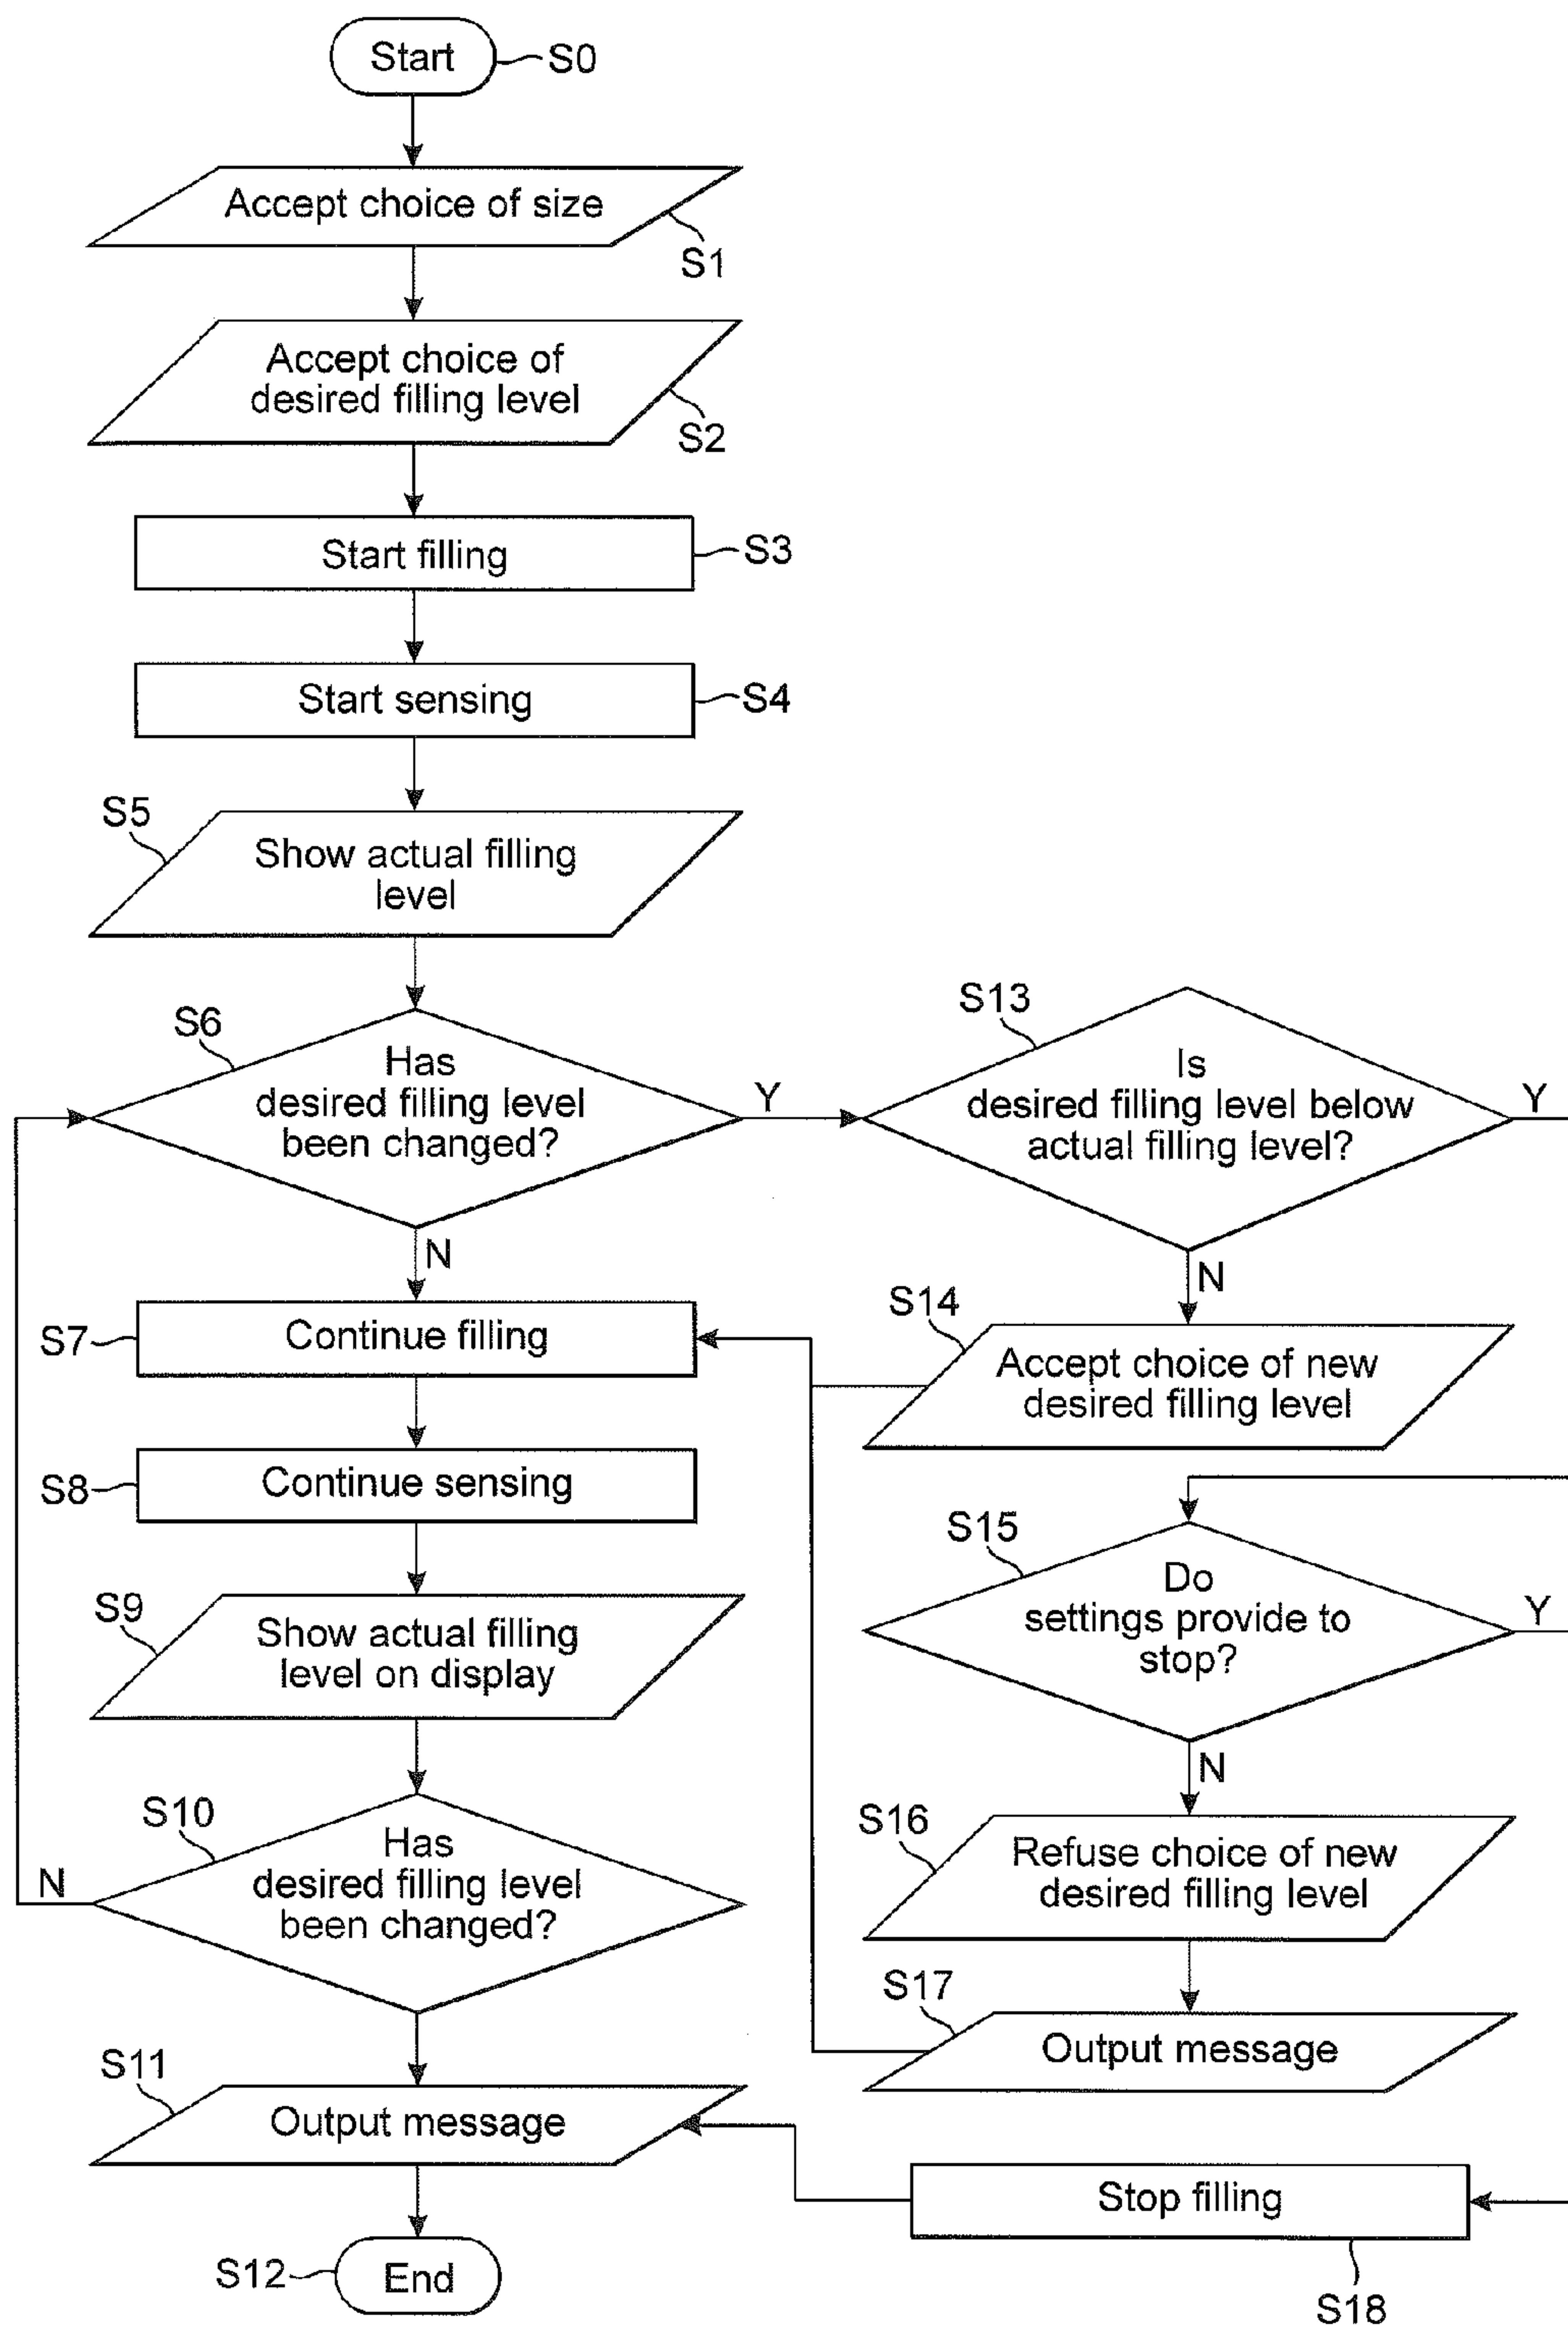 Start
S0
Accept choice of size
S1
Accept choice of
desired filling level
S2
Start filling
S3
Start sensing
S4
S5
Show actual filling
level
S6
Has
desired filling level
been changed?
Y
N
S13
Is
desired filling level below
actual filling level?
Y
N
S7
Continue filling
S14
Accept choice of new
desired filling level
S8
Continue sensing
S15
Do
settings provide to
stop?
Y
N
S9
Show actual filling
level on display
S10
Has
desired filling level
been changed?
N
S16
Refuse choice of new
desired filling level
S17
Output message
S11
Output message
Stop filling
S18
S12
End